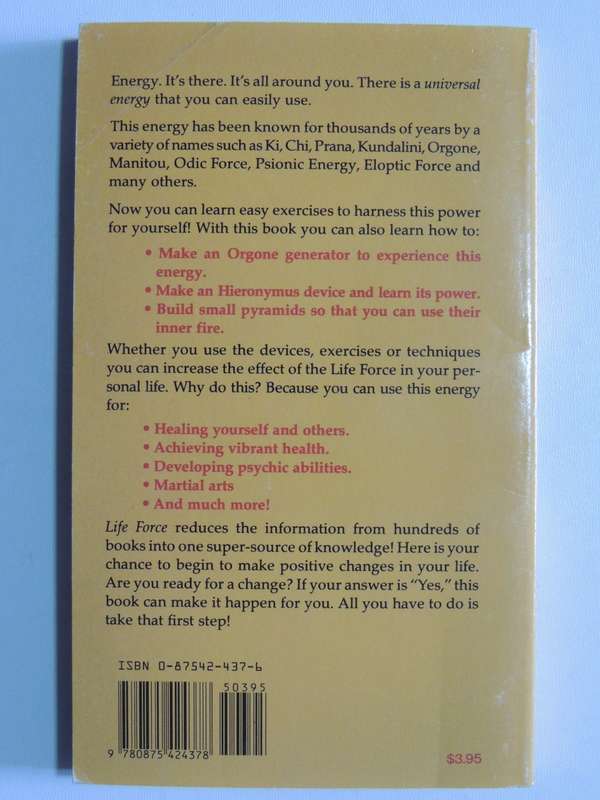 Energy. It's there. It's all around you. There is a universal
energy that you can easily use.
This energy has been known for thousands of years by a
variety of names such as Ki, Chi, Prana, Kundalini, Orgone,
Manitou, Odic Force, Psionic Energy, Eloptic Force and
many others.
Now you can learn easy exercises to harness this power
for yourself! With this book you can also learn how to:
• Make an Orgone generator to experience this
energy.
• Make an Hieronymus device and learn its power.
• Build small pyramids so that you can use their
inner fire.
Whether you use the devices, exercises or techniques
you can increase the effect of the Life Force in your per-
sonal life. Why do this? Because you can use this energy
for:
• Healing yourself and others.
• Achieving vibrant health.
• Developing psychic abilities.
• Martial arts
• And much more!
Life Force reduces the information from hundreds of
books into one super-source of knowledge! Here is your
chance to begin to make positive changes in your life.
Are you ready for a change? If your answer is "Yes," this
book can make it happen for you. All you have to do is
take that first step!
ISBN 0-87542-437-6
50395
9 780875 424378
$3.95